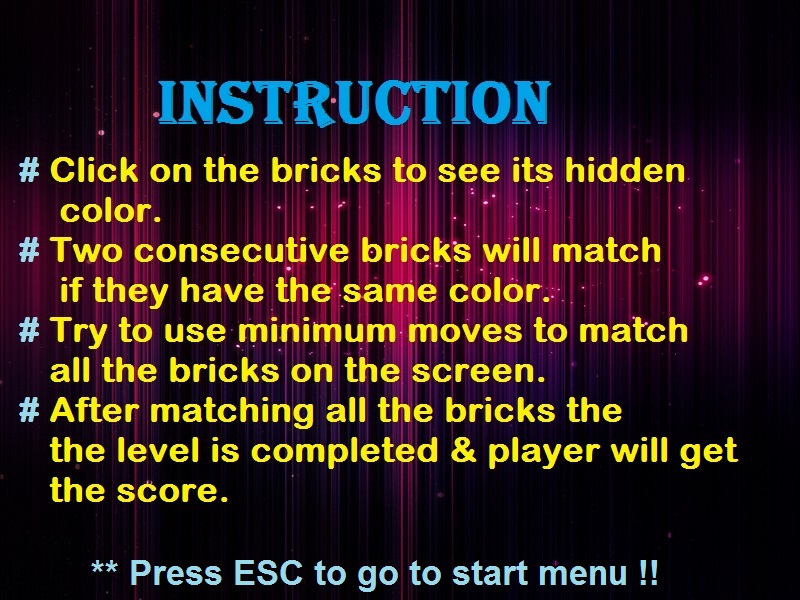 INSTRUCTION
# Click on the bricks to see its hidden
color.
# Two consecutive bricks will match
if they have the same color.
# Try to use minimum moves to match
all the bricks on the screen.
# After matching all the bricks the
the level is completed & player will get
the score.
** Press ESC to go to start menu !!